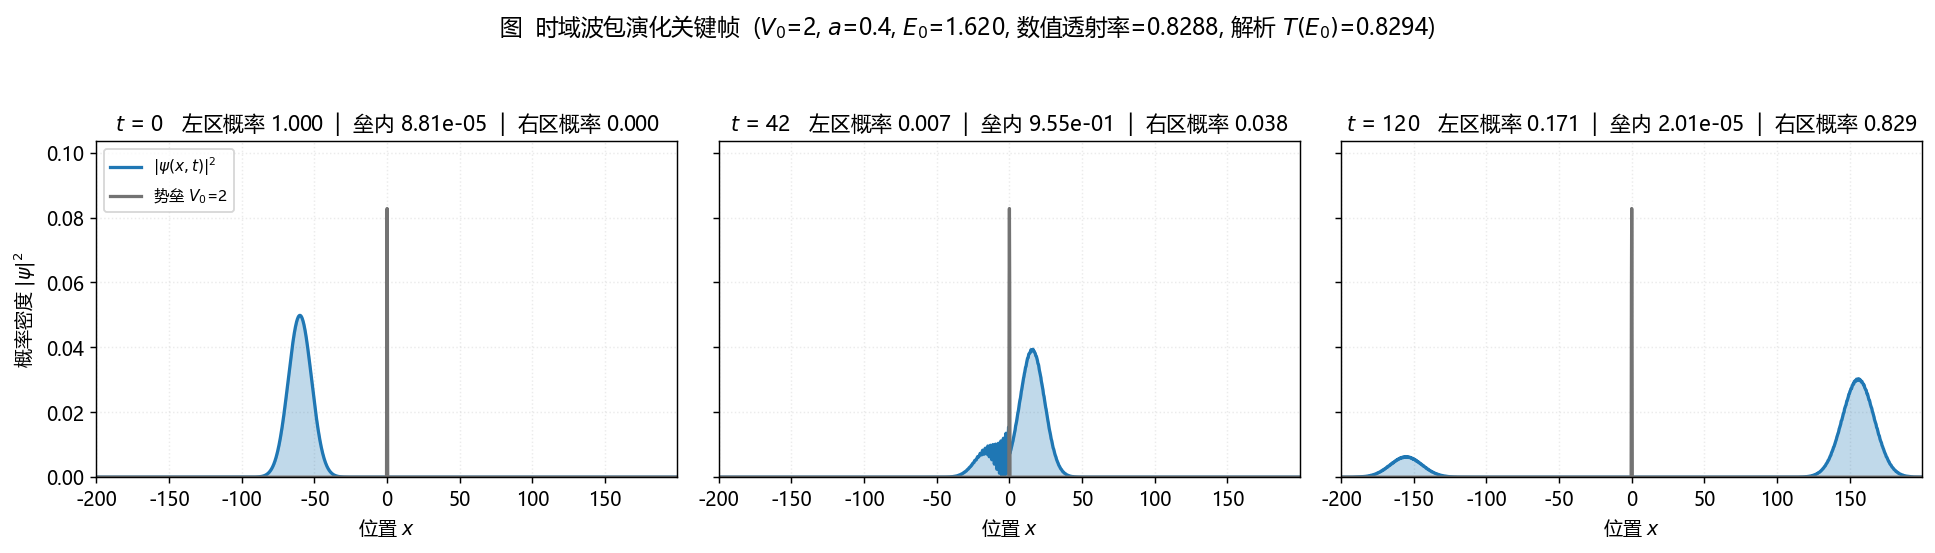 图 时域波包演化关键帧 (V₀=2, a=0.4, E₀=1.620, 数值透射率=0.8288, 解析 T(E₀)=0.8294)
t = 0 左区概率 1.000 | 垒内 8.81e-05 | 右区概率 0.000
t = 42 左区概率 0.007 | 垒内 9.55e-01 | 右区概率 0.038
t = 120 左区概率 0.171 | 垒内 2.01e-05 | 右区概率 0.829
|ψ(x, t)|²
势垒 V₀=2
概率密度 |ψ|²
0.10
0.08
0.06
0.04
0.02
0.00
-200 -150 -100 -50 0 50 100 150
-200 -150 -100 -50 0 50 100 150
-200 -150 -100 -50 0 50 100 150
位置 x
位置 x
位置 x